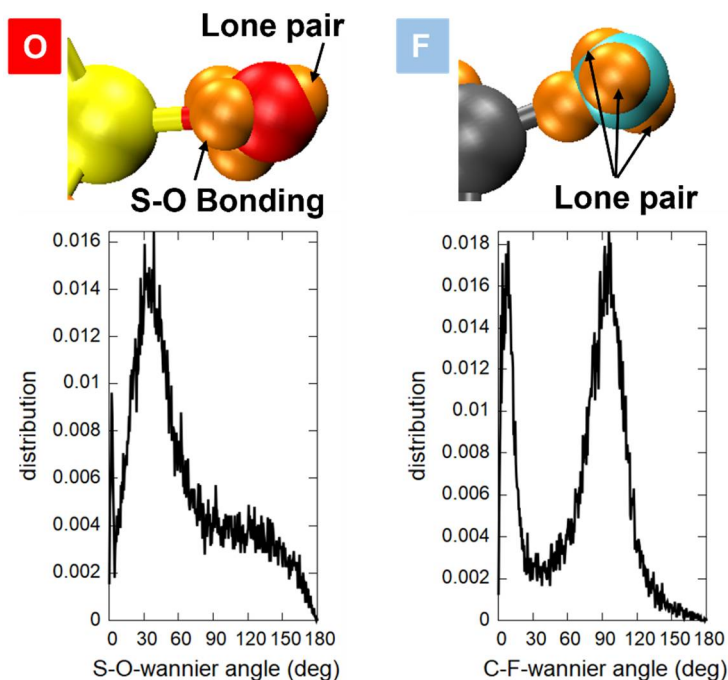 O
Lone pair
S-O Bonding
0.016
0.014
0.012
0.01
0.008
0.006
0.004
0.002
0
distribution
0 30 60 90 120 150 180
S-O-wannier angle (deg)
F
Lone pair
0.018
0.016
0.014
0.012
0.01
0.008
0.006
0.004
0.002
0
distribution
0 30 60 90 120 150 180
C-F-wannier angle (deg)